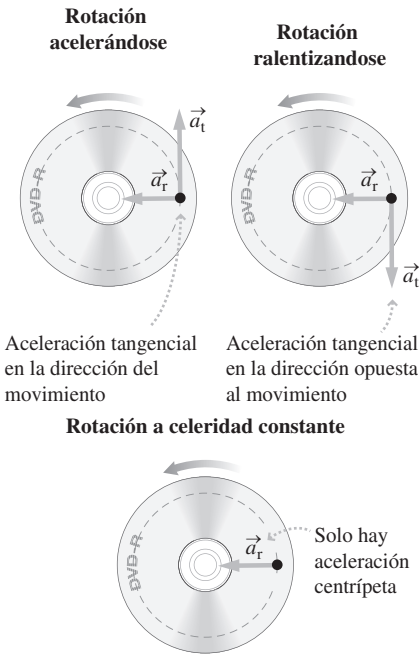 Rotación
acelerándose
a⃗t
a⃗r
DVD-R
Aceleración tangencial
en la dirección del
movimiento
Rotación
ralentizandose
a⃗r
a⃗t
DVD-R
Aceleración tangencial
en la dirección opuesta
al movimiento
Rotación a celeridad constante
DVD-R
a⃗r
Solo hay
aceleración
centrípeta